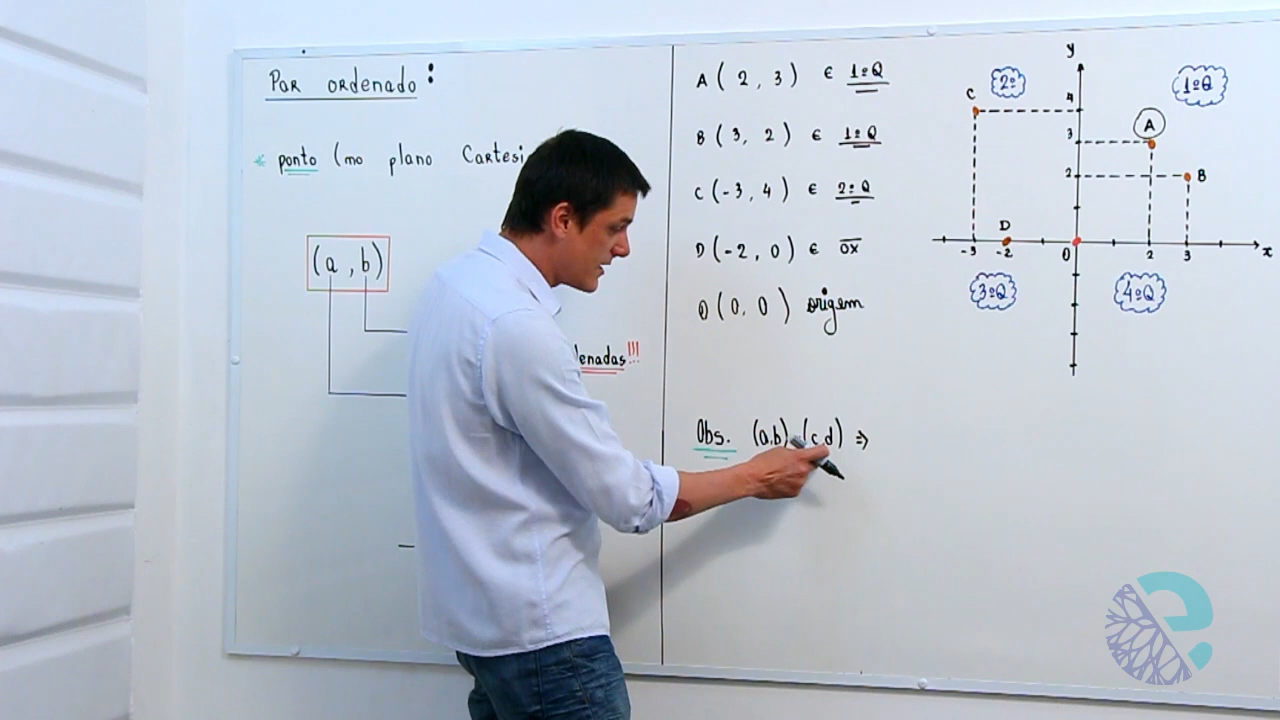 Par ordenado:
* ponto (no plano Cartesi
(a, b)
denadas!!!
A (2, 3) ∈ 1ºQ
B (3, 2) ∈ 1ºQ
C (-3, 4) ∈ 2ºQ
D (-2, 0) ∈ OX
O (0, 0) origem
Obs. (a,b) (c,d) ⇒
y
2º
1ºQ
C
4
A
3
2
B
D
-3
-2
0
2
3
x
3ºQ
4ºQ